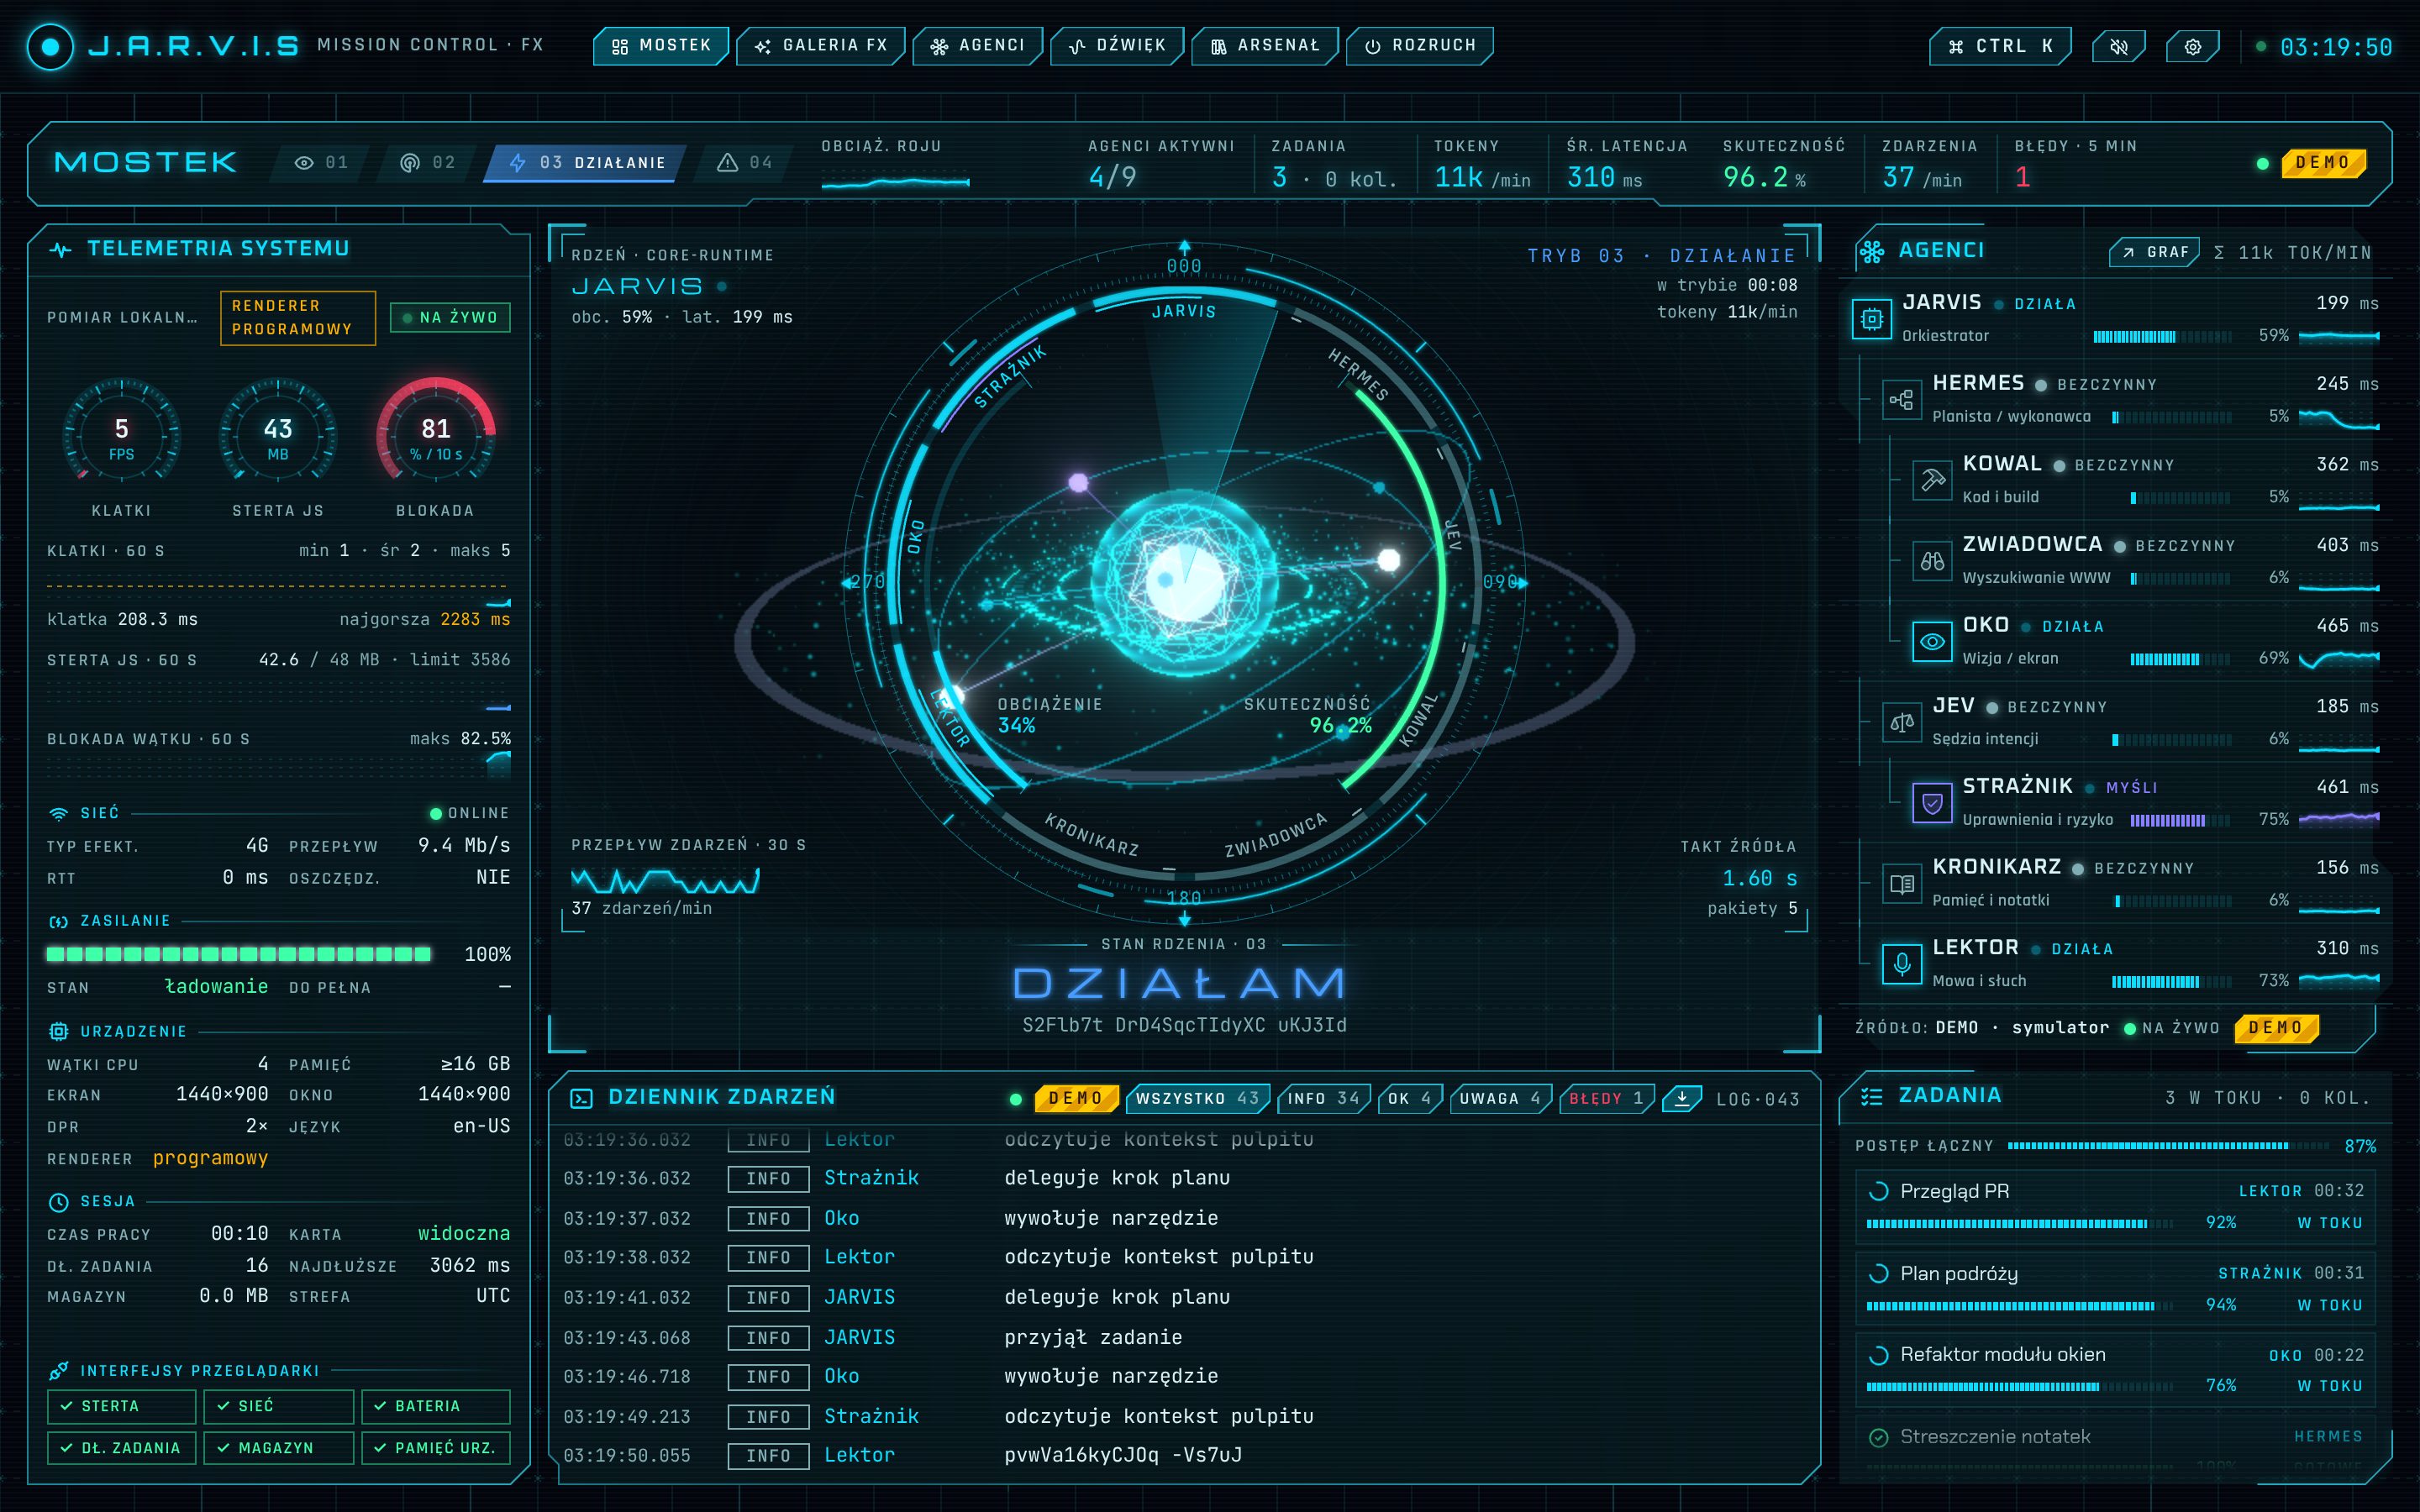 J.A.R.V.I.S MISSION CONTROL · FX
MOSTEK
GALERIA FX
AGENCI
DŹWIĘK
ARSENAŁ
ROZRUCH
CTRL K
03:19:50
MOSTEK
01
02
03 DZIAŁANIE
04
OBCIĄŻ. ROJU
AGENCI AKTYWNI
4/9
ZADANIA
3 · 0 kol.
TOKENY
11k /min
ŚR. LATENCJA
310 ms
SKUTECZNOŚĆ
96.2 %
ZDARZENIA
37 /min
BŁĘDY · 5 MIN
1
DEMO
TELEMETRIA SYSTEMU
POMIAR LOKALN…
RENDERER
PROGRAMOWY
NA ŻYWO
5
FPS
KLATKI
43
MB
STERTA JS
81
% / 10 s
BLOKADA
KLATKI · 60 S min 1 · śr 2 · maks 5
klatka 208.3 ms najgorsza 2283 ms
STERTA JS · 60 S 42.6 / 48 MB · limit 3586
BLOKADA WĄTKU · 60 S maks 82.5%
SIEĆ ONLINE
TYP EFEKT. 4G PRZEPŁYW 9.4 Mb/s
RTT 0 ms OSZCZĘDZ. NIE
ZASILANIE
100%
STAN ładowanie DO PEŁNA —
URZĄDZENIE
WĄTKI CPU 4 PAMIĘĆ ≥16 GB
EKRAN 1440×900 OKNO 1440×900
DPR 2× JĘZYK en-US
RENDERER programowy
SESJA
CZAS PRACY 00:10 KARTA widoczna
DŁ. ZADANIA 16 NAJDŁUŻSZE 3062 ms
MAGAZYN 0.0 MB STREFA UTC
INTERFEJSY PRZEGLĄDARKI
STERTA SIEĆ BATERIA
DŁ. ZADANIA MAGAZYN PAMIĘĆ URZ.
RDZEŃ · CORE-RUNTIME
JARVIS
obc. 59% · lat. 199 ms
TRYB 03 · DZIAŁANIE
w trybie 00:08
tokeny 11k/min
000
JARVIS
HERMES
JEV
KOWAL
ZWIADOWCA
KRONIKARZ
LEKTOR
OKO
STRAŻNIK
090
180
270
OBCIĄŻENIE
34%
SKUTECZNOŚĆ
96.2%
PRZEPŁYW ZDARZEŃ · 30 S
37 zdarzeń/min
TAKT ŹRÓDŁA
1.60 s
pakiety 5
STAN RDZENIA · 03
DZIAŁAM
S2Flb7t DrD4SqcTIdyXC uKJ3Id
DZIENNIK ZDARZEŃ DEMO WSZYSTKO 43 INFO 34 OK 4 UWAGA 4 BŁĘDY 1 LOG·043
03:19:36.032 INFO Lektor odczytuje kontekst pulpitu
03:19:36.032 INFO Strażnik deleguje krok planu
03:19:37.032 INFO Oko wywołuje narzędzie
03:19:38.032 INFO Lektor odczytuje kontekst pulpitu
03:19:41.032 INFO JARVIS deleguje krok planu
03:19:43.068 INFO JARVIS przyjął zadanie
03:19:46.718 INFO Oko wywołuje narzędzie
03:19:49.213 INFO Strażnik odczytuje kontekst pulpitu
03:19:50.055 INFO Lektor pvwVa16kyCJOq -Vs7uJ
AGENCI GRAF Σ 11k TOK/MIN
JARVIS DZIAŁA 199 ms
Orkiestrator 59%
HERMES BEZCZYNNY 245 ms
Planista / wykonawca 5%
KOWAL BEZCZYNNY 362 ms
Kod i build 5%
ZWIADOWCA BEZCZYNNY 403 ms
Wyszukiwanie WWW 6%
OKO DZIAŁA 465 ms
Wizja / ekran 69%
JEV BEZCZYNNY 185 ms
Sędzia intencji 6%
STRAŻNIK MYŚLI 461 ms
Uprawnienia i ryzyko 75%
KRONIKARZ BEZCZYNNY 156 ms
Pamięć i notatki 6%
LEKTOR DZIAŁA 310 ms
Mowa i słuch 73%
ŹRÓDŁO: DEMO · symulator NA ŻYWO DEMO
ZADANIA 3 W TOKU · 0 KOL.
POSTĘP ŁĄCZNY 87%
Przegląd PR LEKTOR 00:32
92% W TOKU
Plan podróży STRAŻNIK 00:31
94% W TOKU
Refaktor modułu okien OKO 00:22
76% W TOKU
Streszczenie notatek HERMES
100% GOTOWE